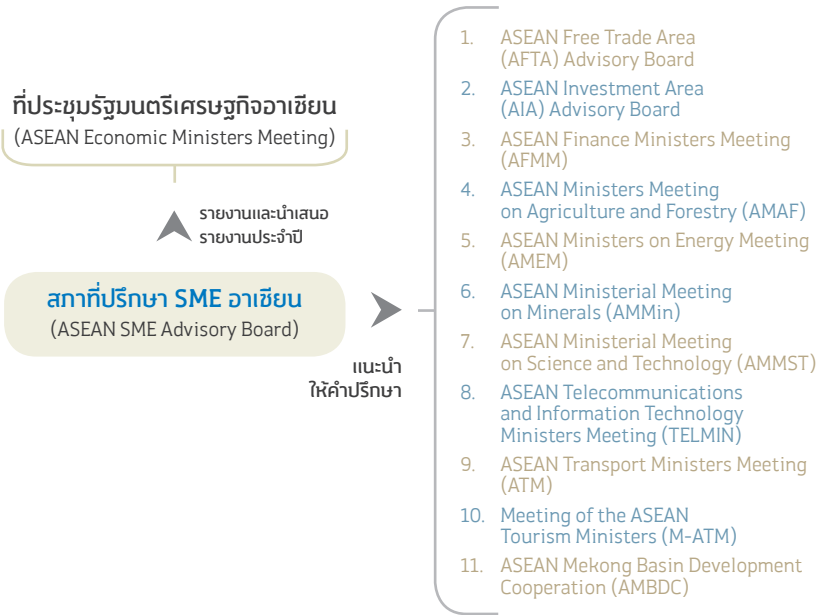 ที่ประชุมรัฐมนตรีเศรษฐกิจอาเซียน
(ASEAN Economic Ministers Meeting)
รายงานและนำเสนอ
รายงานประจำปี
สภาที่ปรึกษา SME อาเซียน
(ASEAN SME Advisory Board)
แนะนำ
ให้คำปรึกษา
1. ASEAN Free Trade Area
(AFTA) Advisory Board
2. ASEAN Investment Area
(AIA) Advisory Board
3. ASEAN Finance Ministers Meeting
(AFMM)
4. ASEAN Ministers Meeting
on Agriculture and Forestry (AMAF)
5. ASEAN Ministers on Energy Meeting
(AMEM)
6. ASEAN Ministerial Meeting
on Minerals (AMMin)
7. ASEAN Ministerial Meeting
on Science and Technology (AMMST)
8. ASEAN Telecommunications
and Information Technology
Ministers Meeting (TELMIN)
9. ASEAN Transport Ministers Meeting
(ATM)
10. Meeting of the ASEAN
Tourism Ministers (M-ATM)
11. ASEAN Mekong Basin Development
Cooperation (AMBDC)